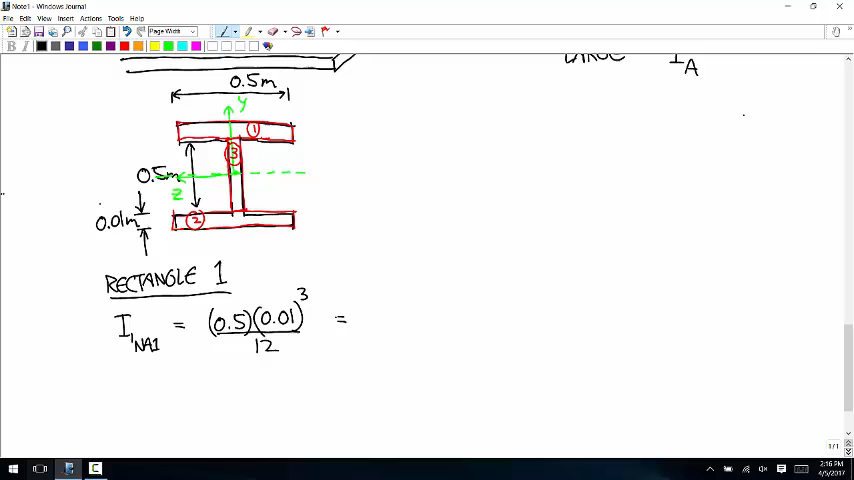 Note1 - Windows Journal
File Edit View Insert Actions Tools Help
Page Width
B I
LARGE I_A
0.5m
y
1
3
0.5m
z
0.01m
2
RECTANGLE 1
I_NA1 = (0.5)(0.01)^3 / 12 =
1/1
2:16 PM
4/5/2017